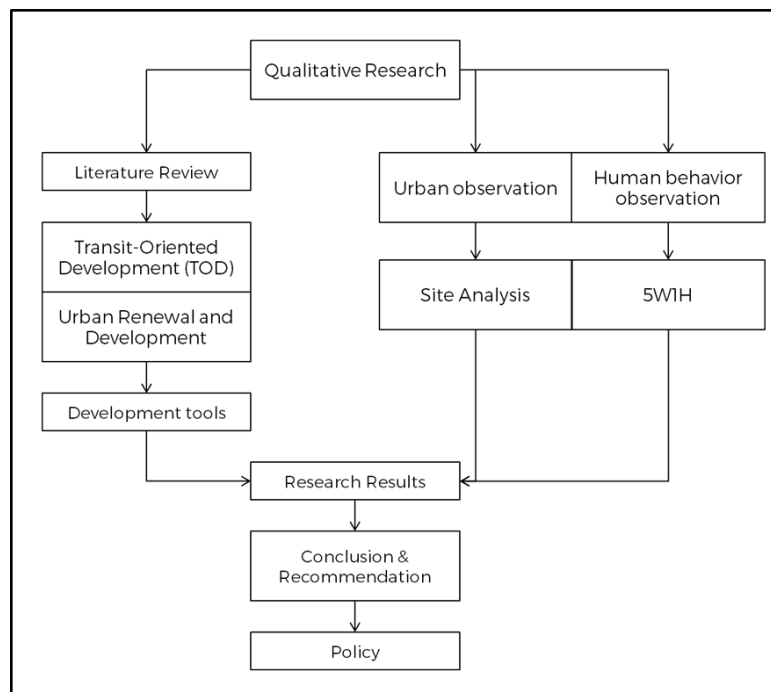 Qualitative Research
Literature Review
Transit-Oriented
Development (TOD)
Urban Renewal and
Development
Development tools
Urban observation
Human behavior
observation
Site Analysis
5W1H
Research Results
Conclusion &
Recommendation
Policy